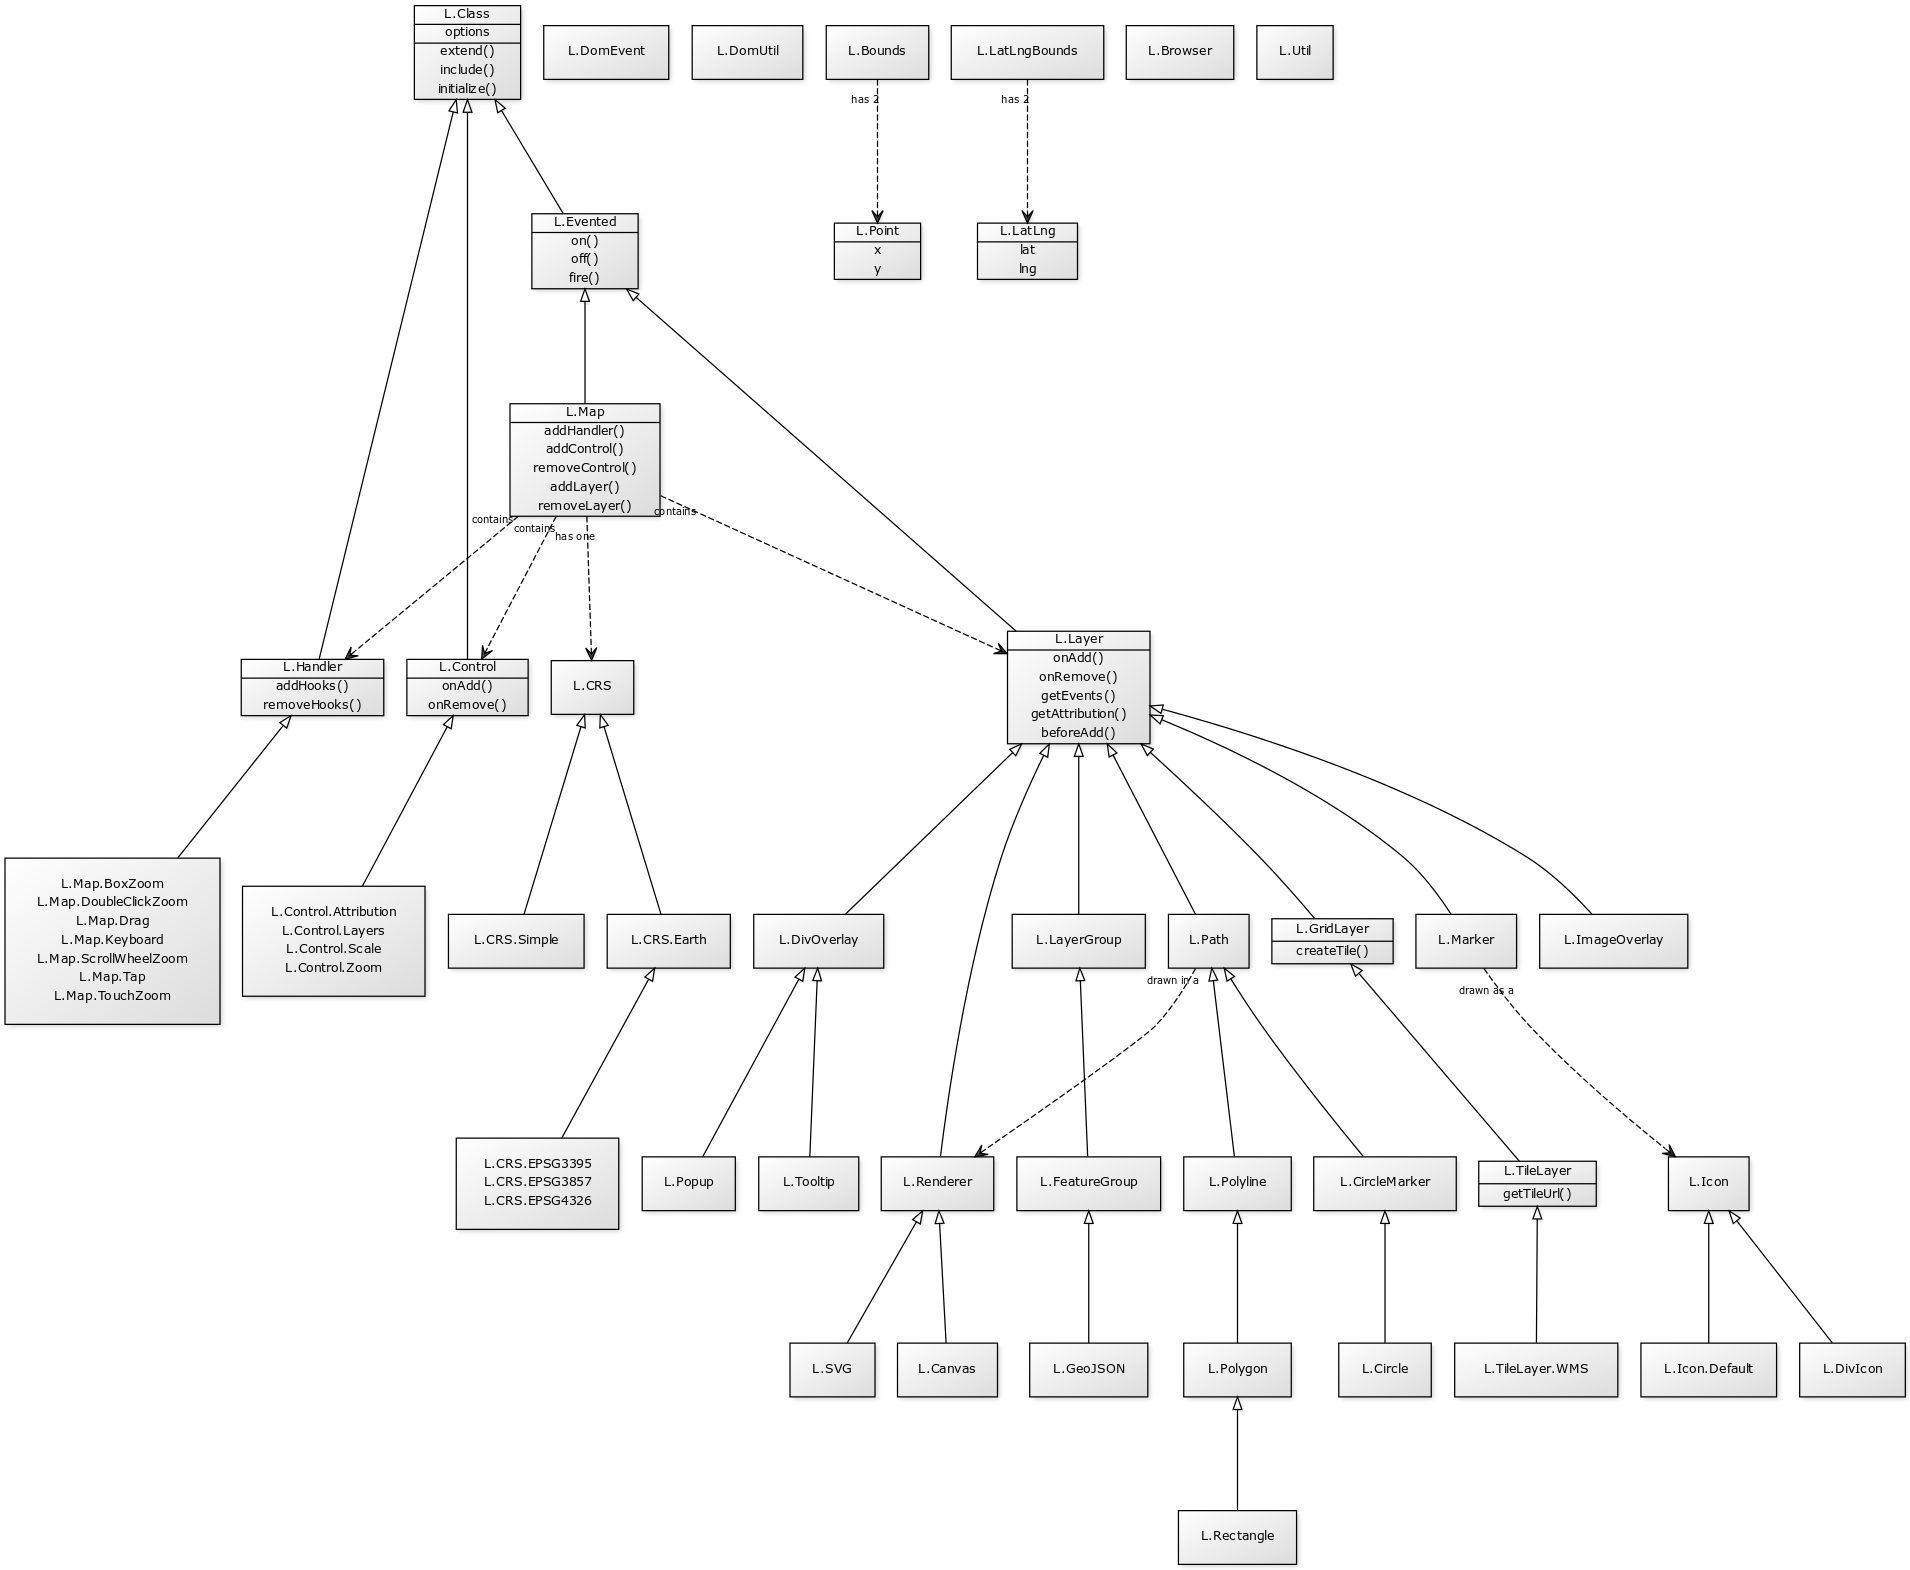 L.Class
options
extend()
include()
initialize()
L.DomEvent
L.DomUtil
L.Bounds
L.LatLngBounds
L.Browser
L.Util
has 2
has 2
L.Evented
on()
off()
fire()
L.Point
x
y
L.LatLng
lat
lng
L.Map
addHandler()
addControl()
removeControl()
addLayer()
removeLayer()
contains
contains
has one
contains
L.Handler
addHooks()
removeHooks()
L.Control
onAdd()
onRemove()
L.CRS
L.Layer
onAdd()
onRemove()
getEvents()
getAttribution()
beforeAdd()
L.Map.BoxZoom
L.Map.DoubleClickZoom
L.Map.Drag
L.Map.Keyboard
L.Map.ScrollWheelZoom
L.Map.Tap
L.Map.TouchZoom
L.Control.Attribution
L.Control.Layers
L.Control.Scale
L.Control.Zoom
L.CRS.Simple
L.CRS.Earth
L.DivOverlay
L.LayerGroup
L.Path
L.GridLayer
createTile()
L.Marker
L.ImageOverlay
drawn in a
drawn as a
L.CRS.EPSG3395
L.CRS.EPSG3857
L.CRS.EPSG4326
L.Popup
L.Tooltip
L.Renderer
L.FeatureGroup
L.Polyline
L.CircleMarker
L.TileLayer
getTileUrl()
L.Icon
L.SVG
L.Canvas
L.GeoJSON
L.Polygon
L.Circle
L.TileLayer.WMS
L.Icon.Default
L.DivIcon
L.Rectangle